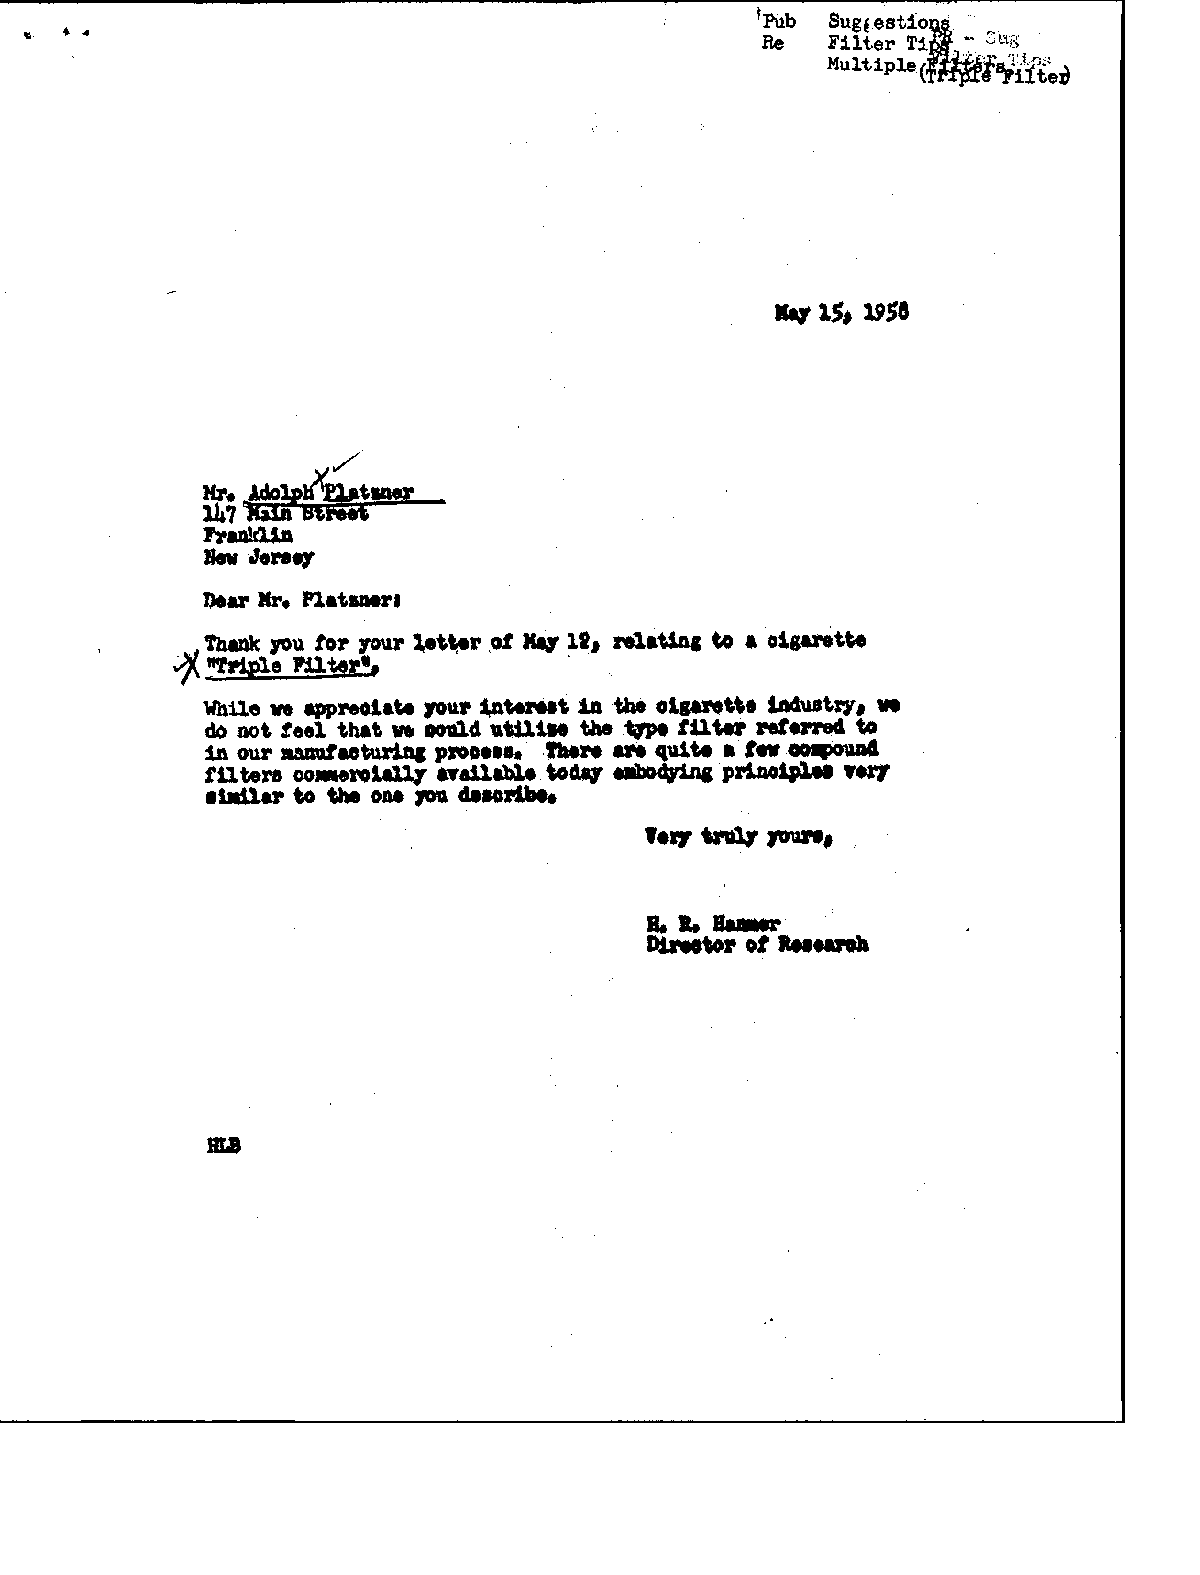 Pub Suggestions
Re Filter Tips - Sug
Multiple Filters
(Triple Filter)
May 15, 1958
Mr. Adolph Platzner
147 Main Street
Franklin
New Jersey
Dear Mr. Platzner:
Thank you for your letter of May 12, relating to a cigarette
"Triple Filter".
While we appreciate your interest in the cigarette industry, we
do not feel that we could utilize the type filter referred to
in our manufacturing process. There are quite a few compound
filters commercially available today embodying principles very
similar to the one you describe.
Very truly yours,
H. R. Hanmer
Director of Research
HLB